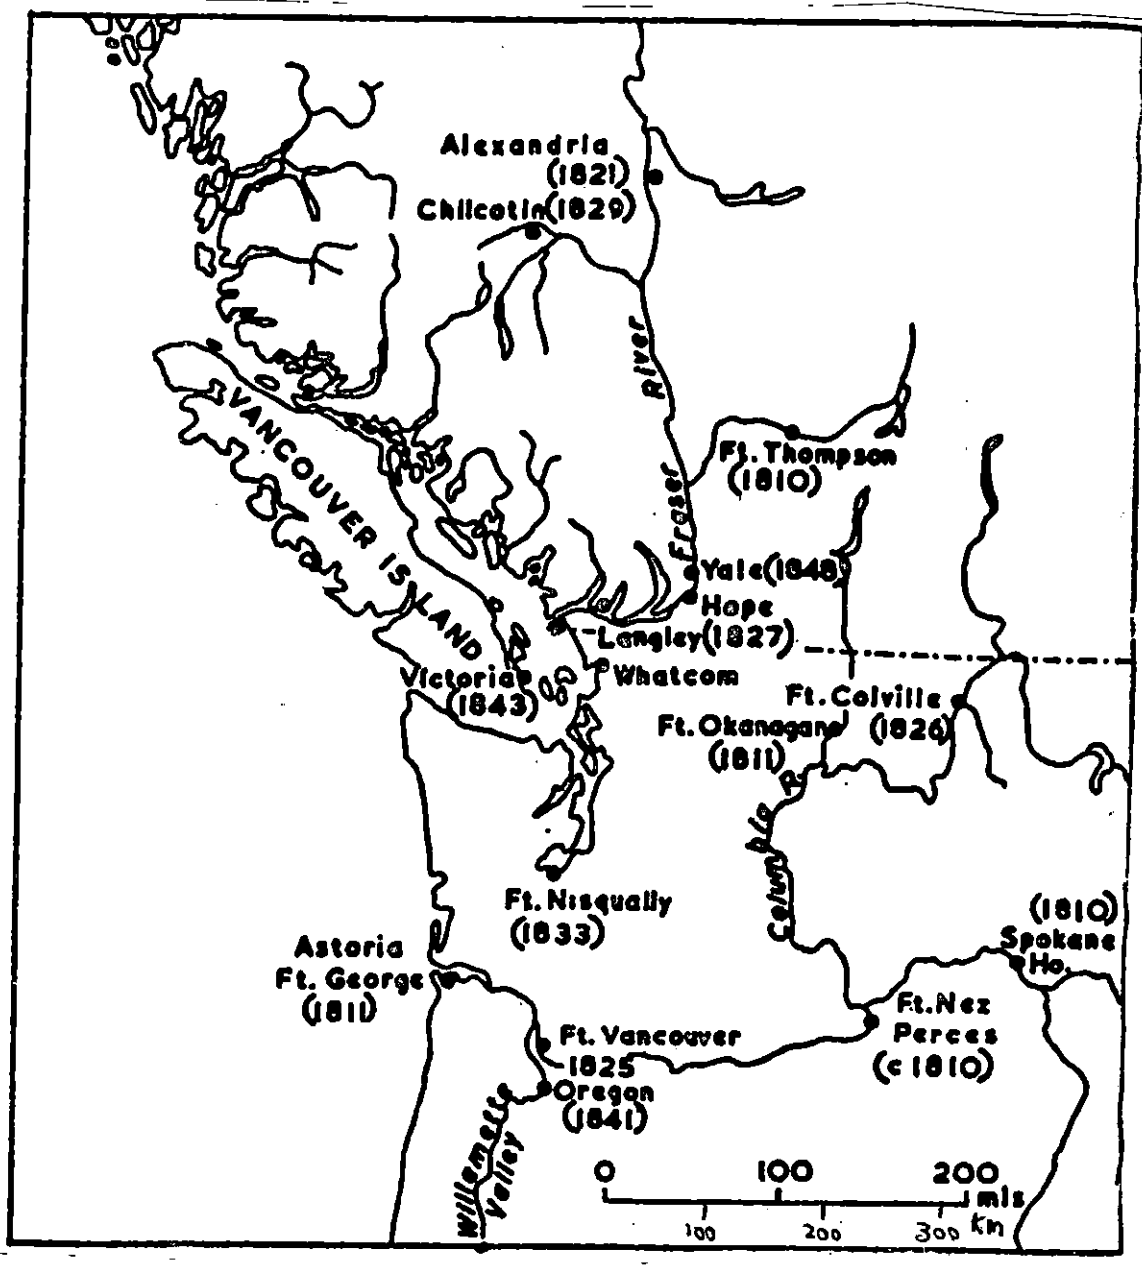 Alexandria
(1821)
Chilcotin (1829)
River
Fraser
Ft. Thompson
(1810)
VANCOUVER ISLAND
Yale (1848)
Hope
Langley (1827)
Whatcom
Victoria
(1843)
Ft. Colville
(1826)
Ft. Okanagan
(1811)
Columbia R.
Ft. Nisqually
(1833)
(1810)
Spokane
Ho.
Astoria
Ft. George
(1811)
Ft. Nez
Perces
(c 1810)
Ft. Vancouver
1825
Oregon
(1841)
Willamette
Valley
0 100 200
mls
100 200 300 km